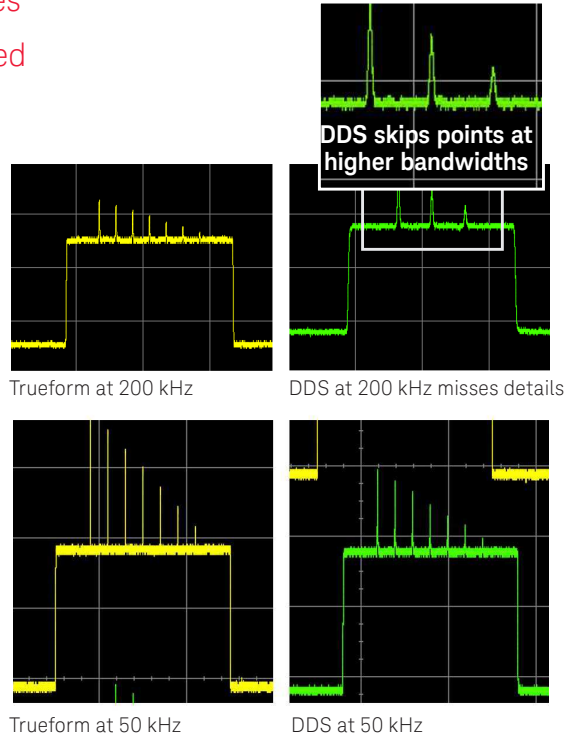 es
ed
DDS skips points at
higher bandwidths
Trueform at 200 kHz
DDS at 200 kHz misses details
Trueform at 50 kHz
DDS at 50 kHz